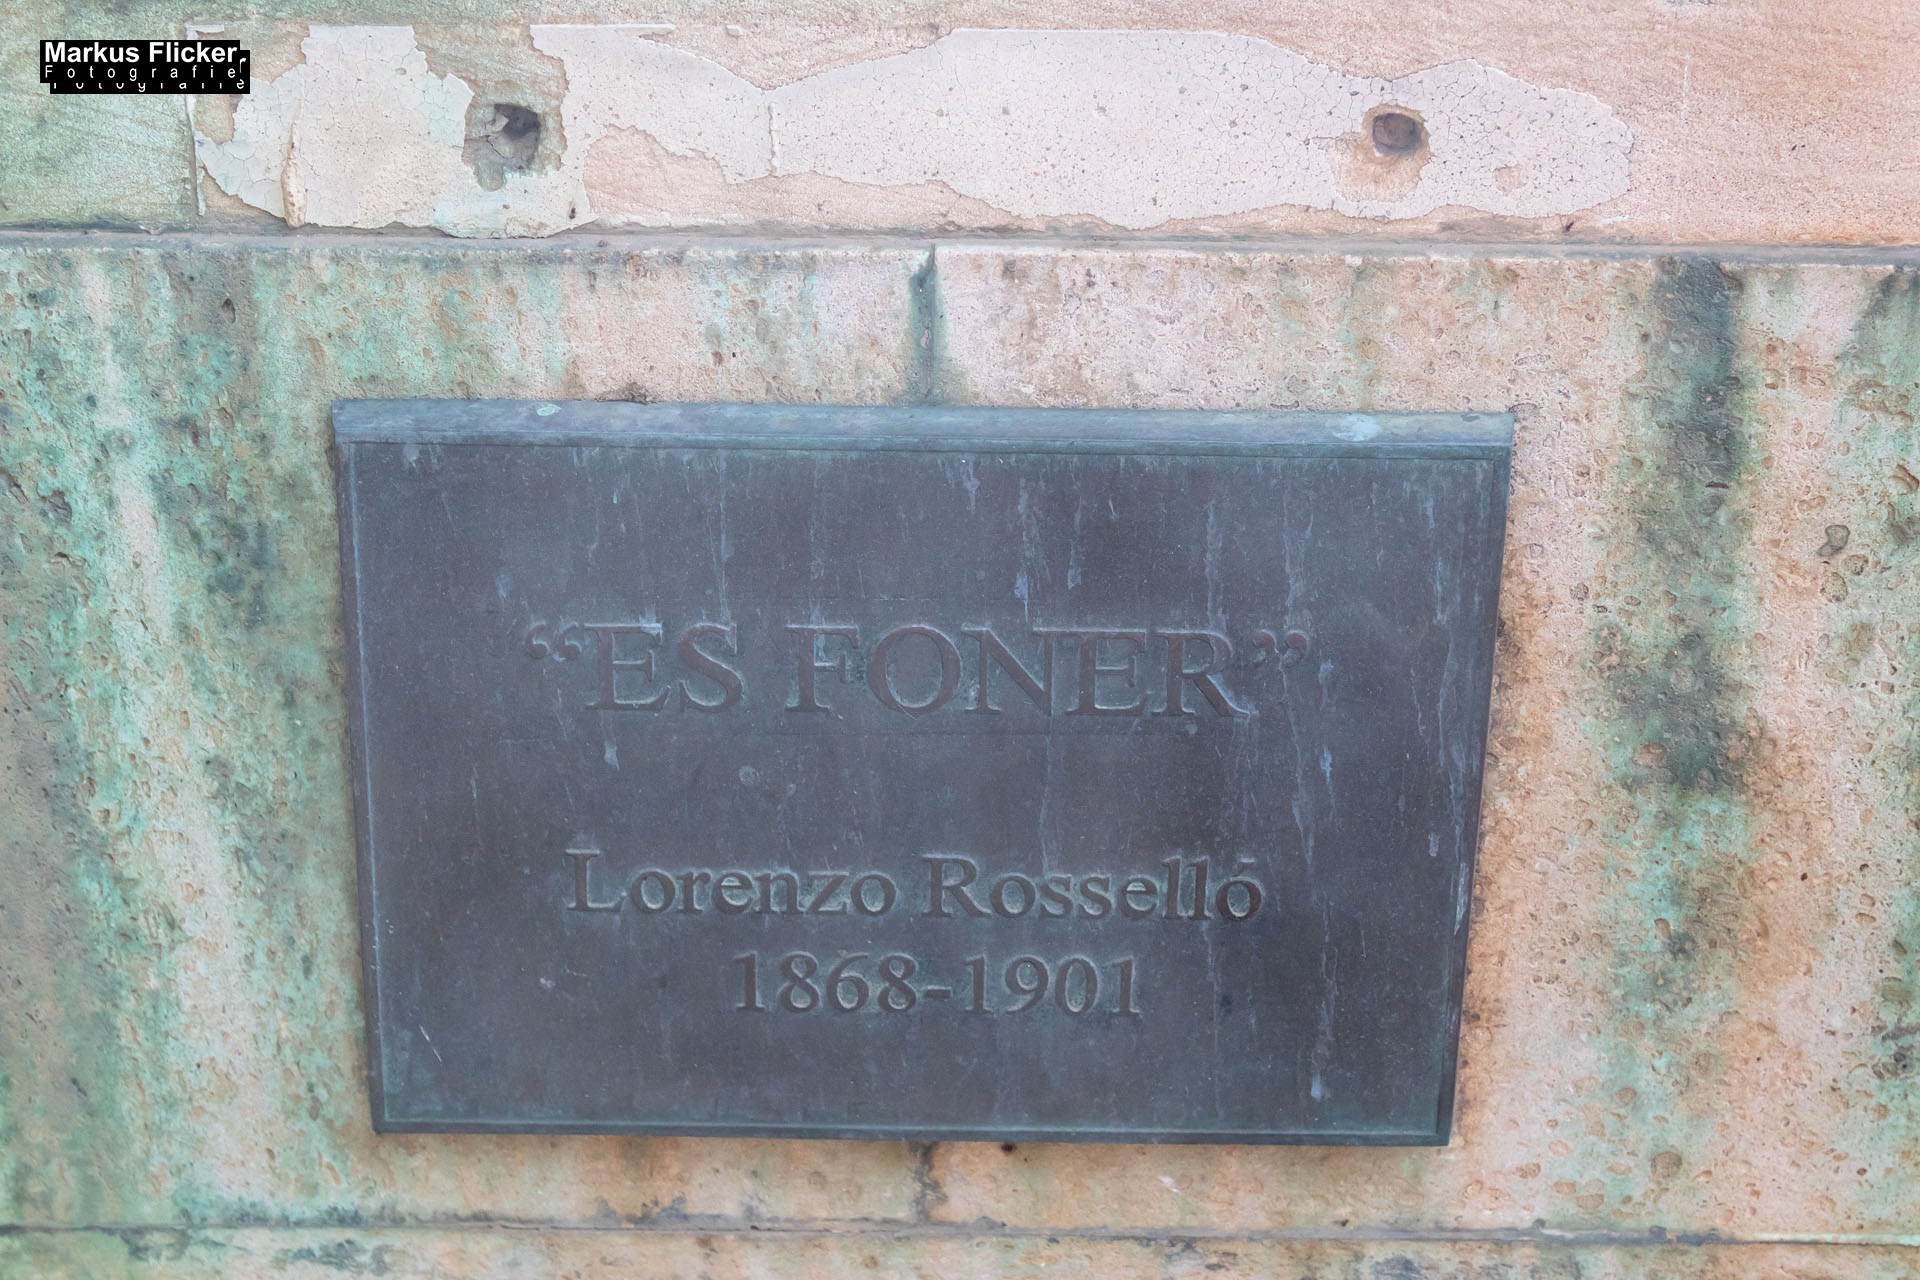 Markus Flicker
Fotografie
“ES FONER”
Lorenzo Rosselló
1868-1901